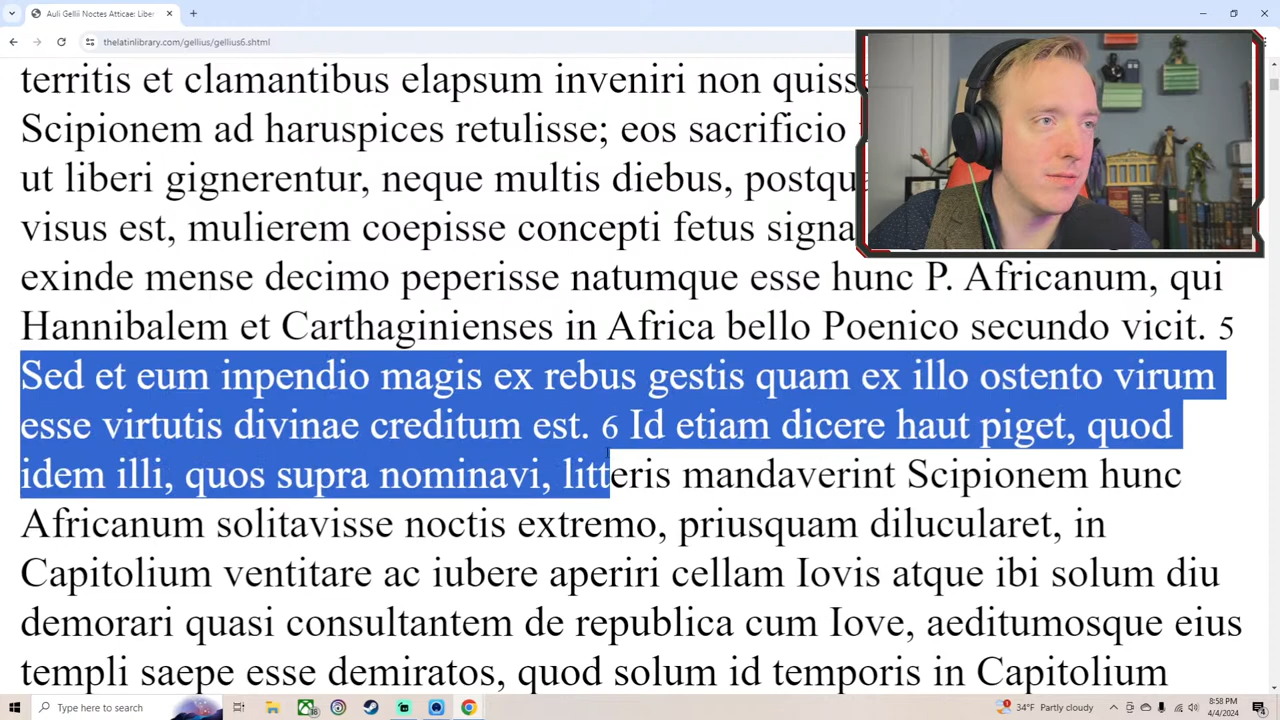 Auli Gellii Noctes Atticae: Liber
thelatinlibrary.com/gellius/gellius6.shtml
territis et clamantibus elapsum inveniri non quisse
Scipionem ad haruspices retulisse; eos sacrificio
ut liberi gignerentur, neque multis diebus,
visus est, mulierem coepisse concepti fetus signa
exinde mense decimo peperisse natumque esse hunc P. Africanum, qui
Hannibalem et Carthaginienses in Africa bello Poenico secundo vicit. 5
Sed et eum inpendio magis ex rebus gestis quam ex illo ostento virum
esse virtutis divinae creditum est. 6 Id etiam dicere haut piget, quod
idem illi, quos supra nominavi, litteris mandaverint Scipionem hunc
Africanum solitavisse noctis extremo, priusquam dilucularet, in
Capitolium ventitare ac iubere aperiri cellam Iovis atque ibi solum diu
demorari quasi consultantem de republica cum Iove, aeditumosque eius
templi saepe esse demiratos, quod solum id temporis in Capitolium
Type here to search
34°F Partly cloudy
8:58 PM
4/4/2024